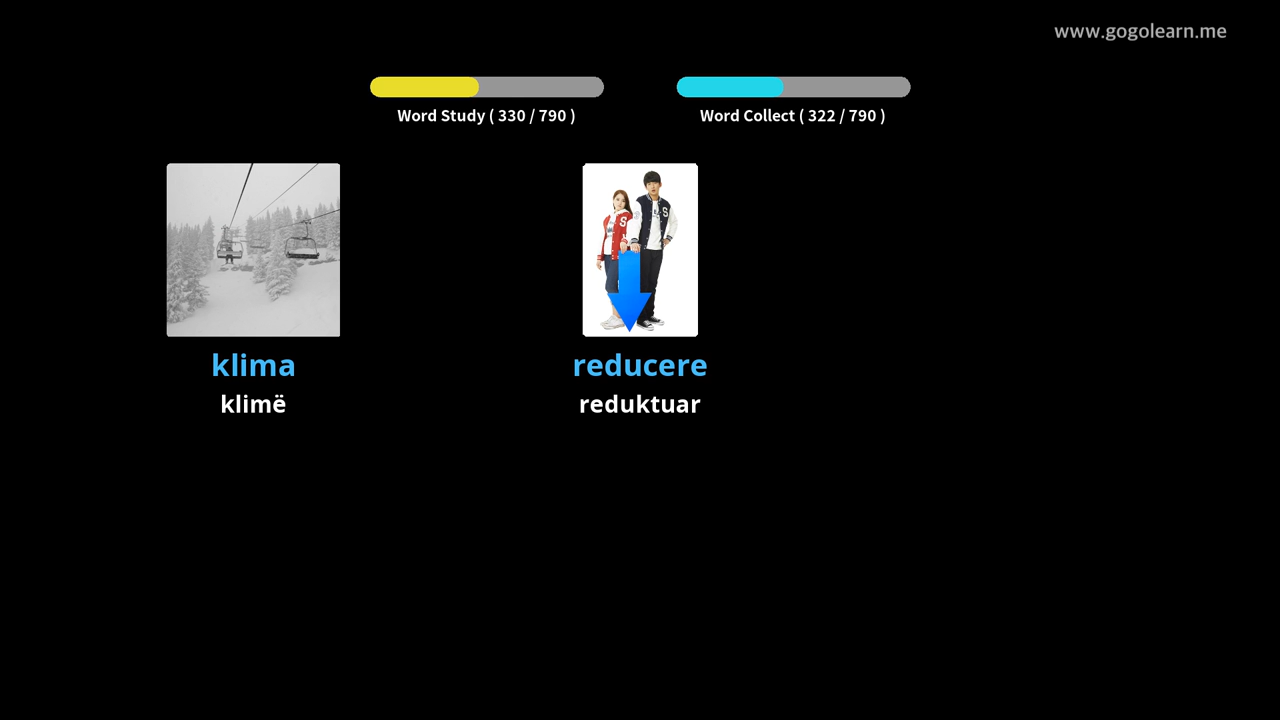 www.gogolearn.me
Word Study ( 330 / 790 )
Word Collect ( 322 / 790 )
klima
klimë
reducere
reduktuar